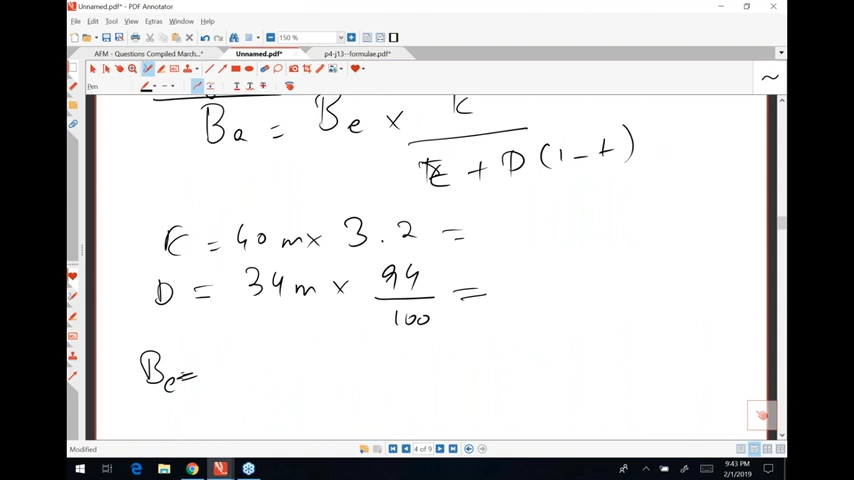 Unnamed.pdf* - PDF Annotator
File Edit Tool View Extras Window Help
150 %
AFM - Questions Compiled March...* Unnamed.pdf* p4-j13--formulae.pdf*
Pen
Ba = Be × E
E + D (1 - t)
E = 40 m × 3.2 =
D = 34 m × 94
100 =
Be =
Modified 4 of 9
9:43 PM
2/1/2019